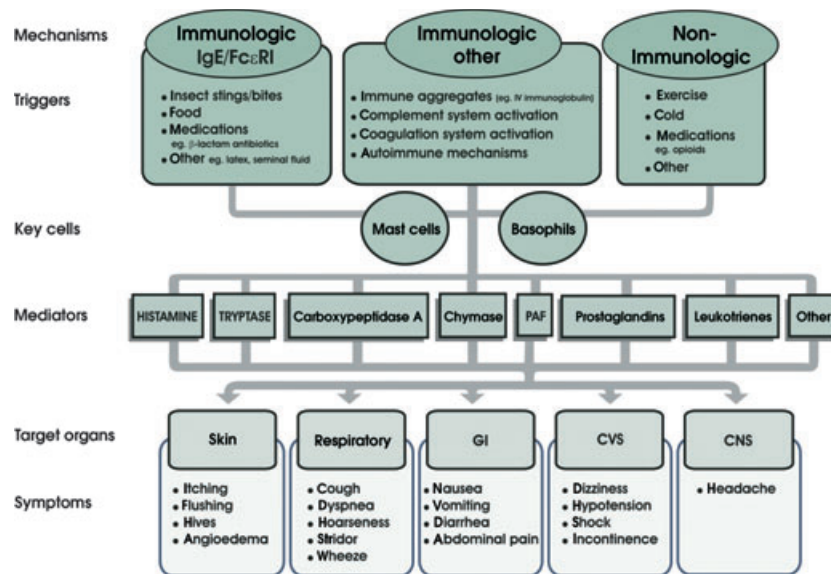 Mechanisms
Immunologic
IgE/FcεRI
Immunologic
other
Non-
Immunologic
Triggers
• Insect stings/bites
• Food
• Medications
eg. β-lactam antibiotics
• Other eg. latex, seminal fluid
• Immune aggregates (eg. IV immunoglobulin)
• Complement system activation
• Coagulation system activation
• Autoimmune mechanisms
• Exercise
• Cold
• Medications
eg. opioids
• Other
Key cells
Mast cells
Basophils
Mediators
HISTAMINE
TRYPTASE
Carboxypeptidase A
Chymase
PAF
Prostaglandins
Leukotrienes
Other
Target organs
Skin
Respiratory
GI
CVS
CNS
Symptoms
• Itching
• Flushing
• Hives
• Angioedema
• Cough
• Dyspnea
• Hoarseness
• Stridor
• Wheeze
• Nausea
• Vomiting
• Diarrhea
• Abdominal pain
• Dizziness
• Hypotension
• Shock
• Incontinence
• Headache